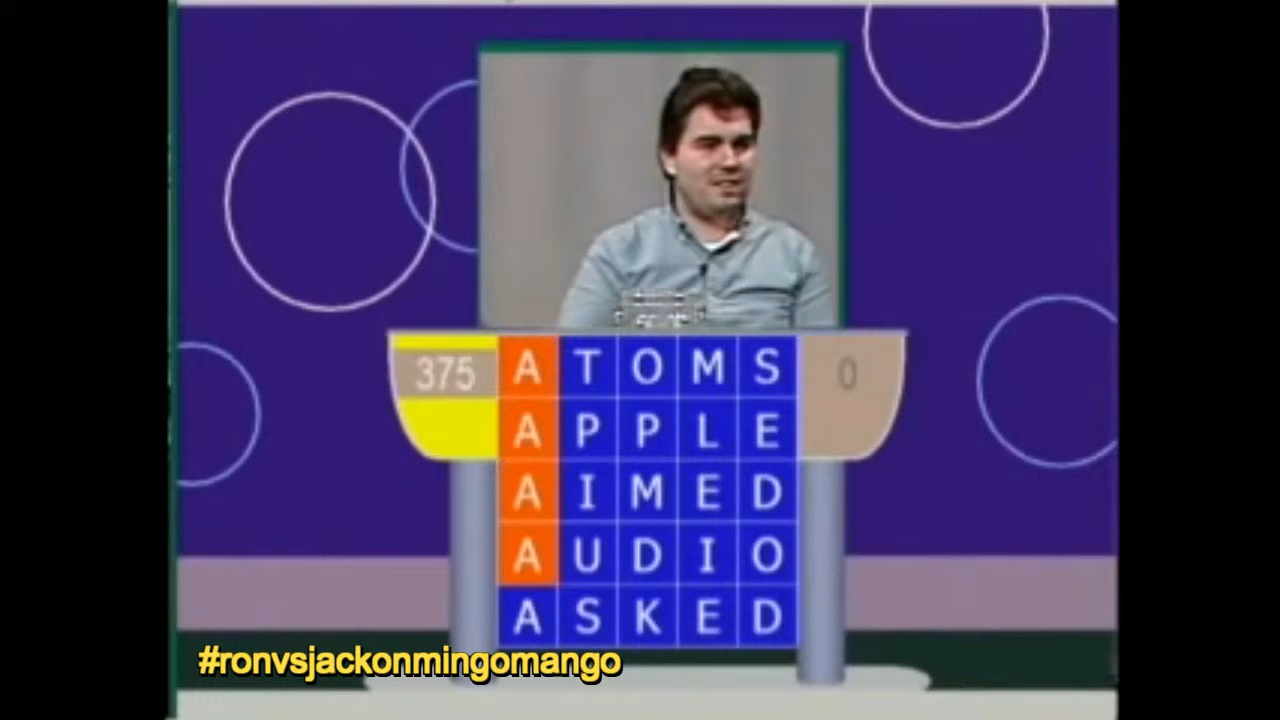 375 ATOMS 0
APPLE
AIMED
AUDIO
ASKED
#ronvsjackonmingomango